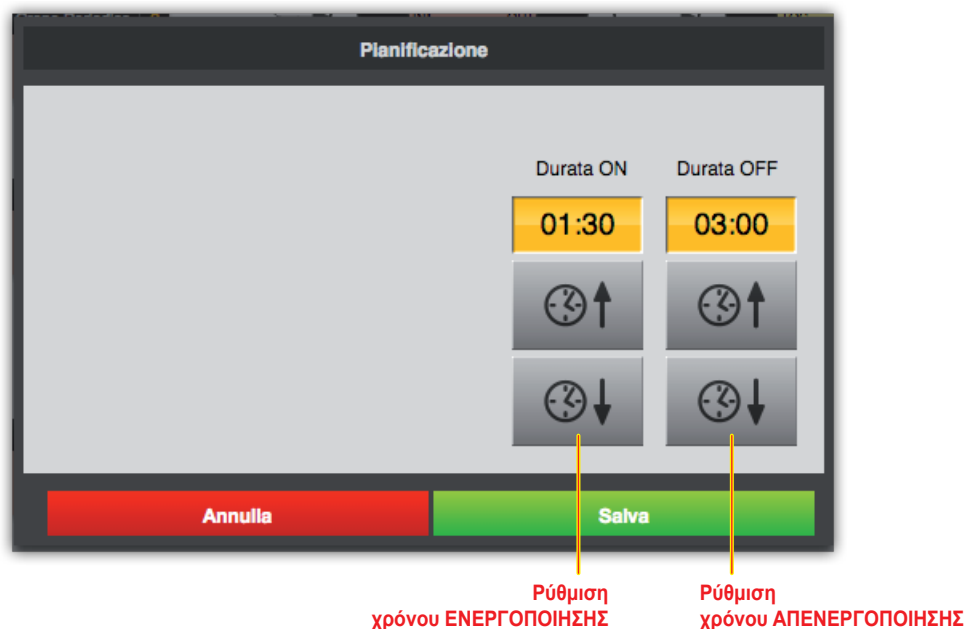 Pianificazione
Durata ON Durata OFF
01:30 03:00
Annulla Salva
Ρύθμιση
χρόνου ΕΝΕΡΓΟΠΟΙΗΣΗΣ
Ρύθμιση
χρόνου ΑΠΕΝΕΡΓΟΠΟΙΗΣΗΣ